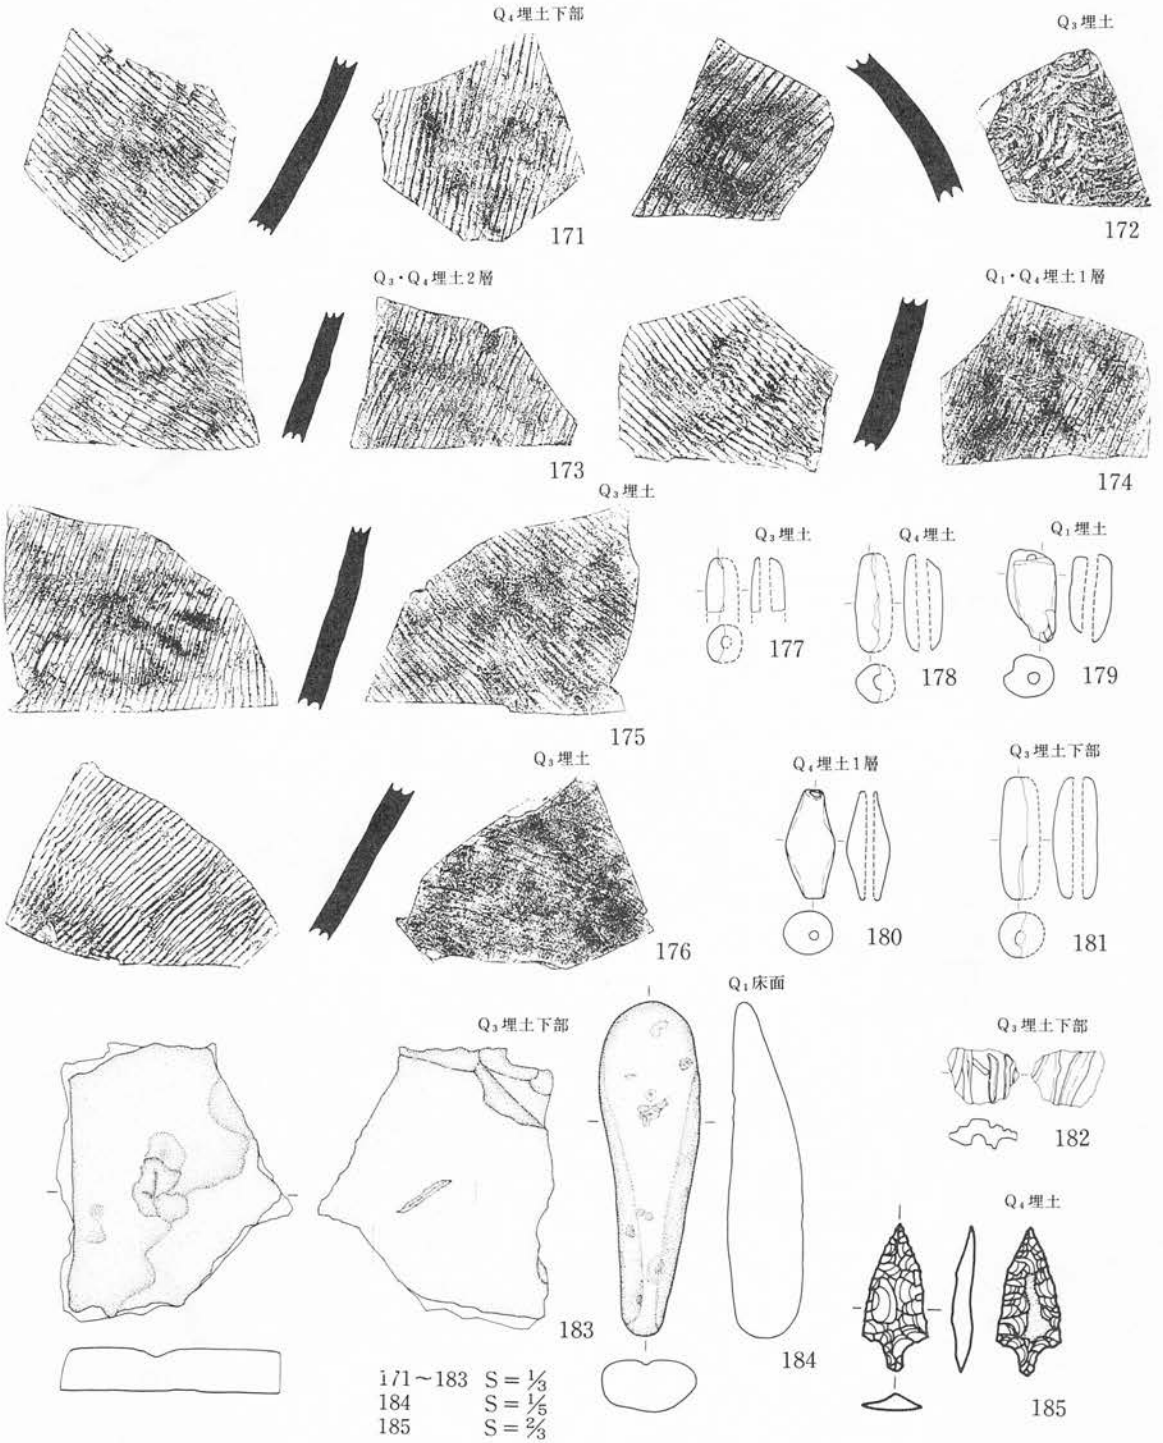 Q₄埋土下部
171
Q₃埋土
172
Q₃・Q₄埋土2層
173
Q₁・Q₄埋土1層
174
Q₃埋土
175
Q₃埋土
177
Q₄埋土
178
Q₁埋土
179
Q₃埋土
176
Q₄埋土1層
180
Q₃埋土下部
181
Q₃埋土下部
183
Q₁床面
184
Q₃埋土下部
182
Q₄埋土
185
171~183 S=⅓
184 S=⅕
185 S=⅔